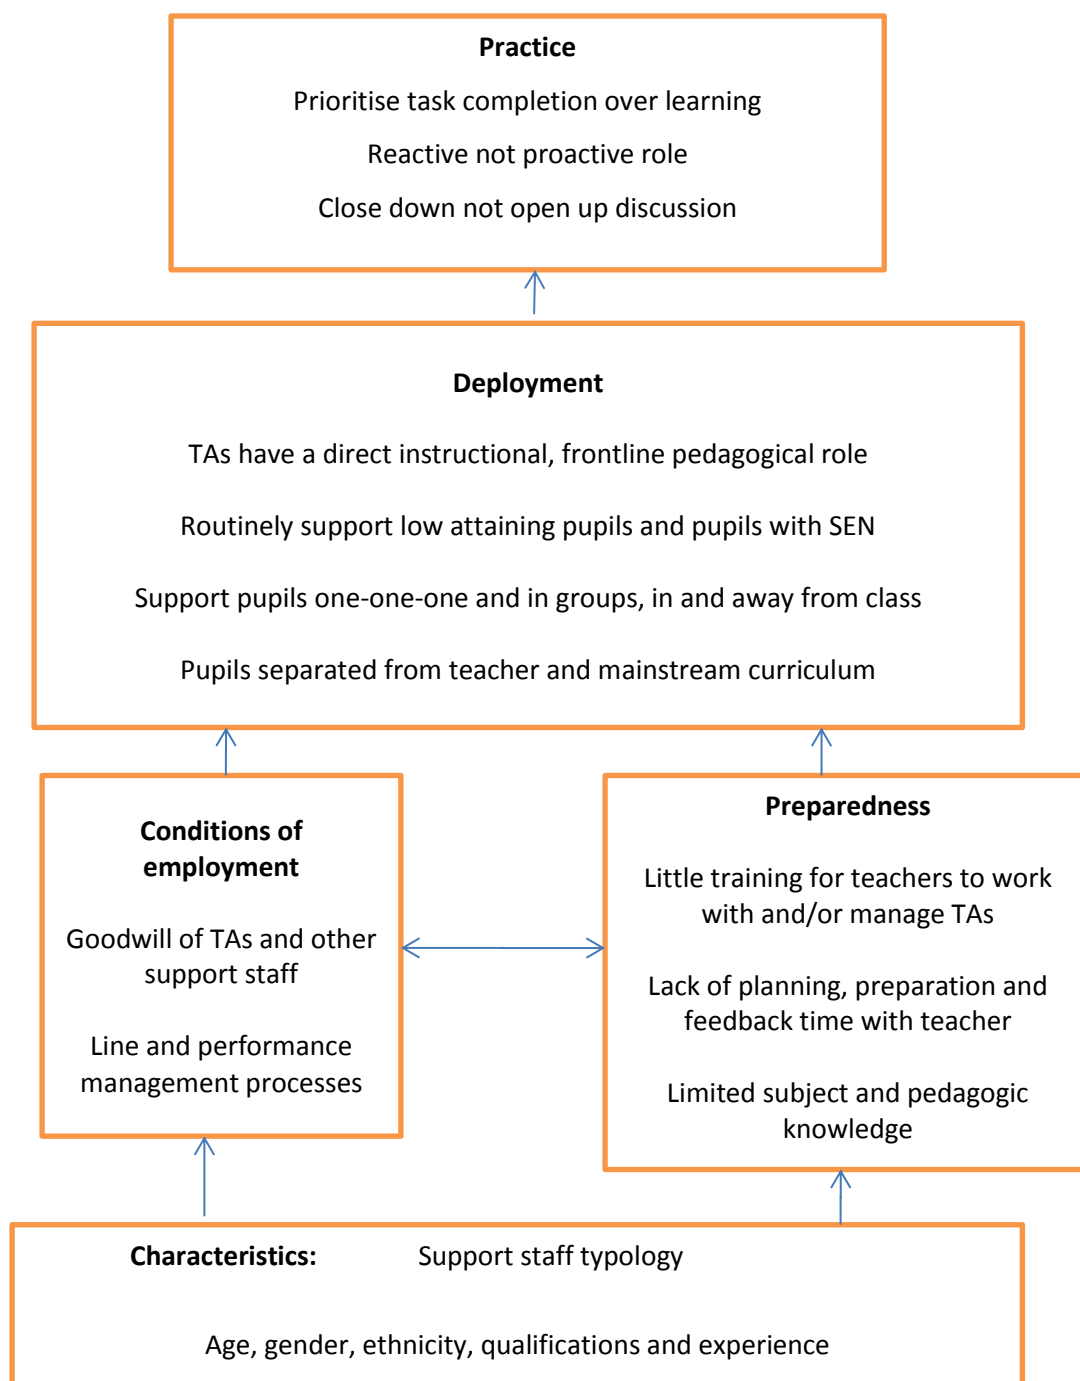 Practice
Prioritise task completion over learning
Reactive not proactive role
Close down not open up discussion
Deployment
TAs have a direct instructional, frontline pedagogical role
Routinely support low attaining pupils and pupils with SEN
Support pupils one-one-one and in groups, in and away from class
Pupils separated from teacher and mainstream curriculum
Conditions of
employment
Goodwill of TAs and other
support staff
Line and performance
management processes
Preparedness
Little training for teachers to work
with and/or manage TAs
Lack of planning, preparation and
feedback time with teacher
Limited subject and pedagogic
knowledge
Characteristics: Support staff typology
Age, gender, ethnicity, qualifications and experience